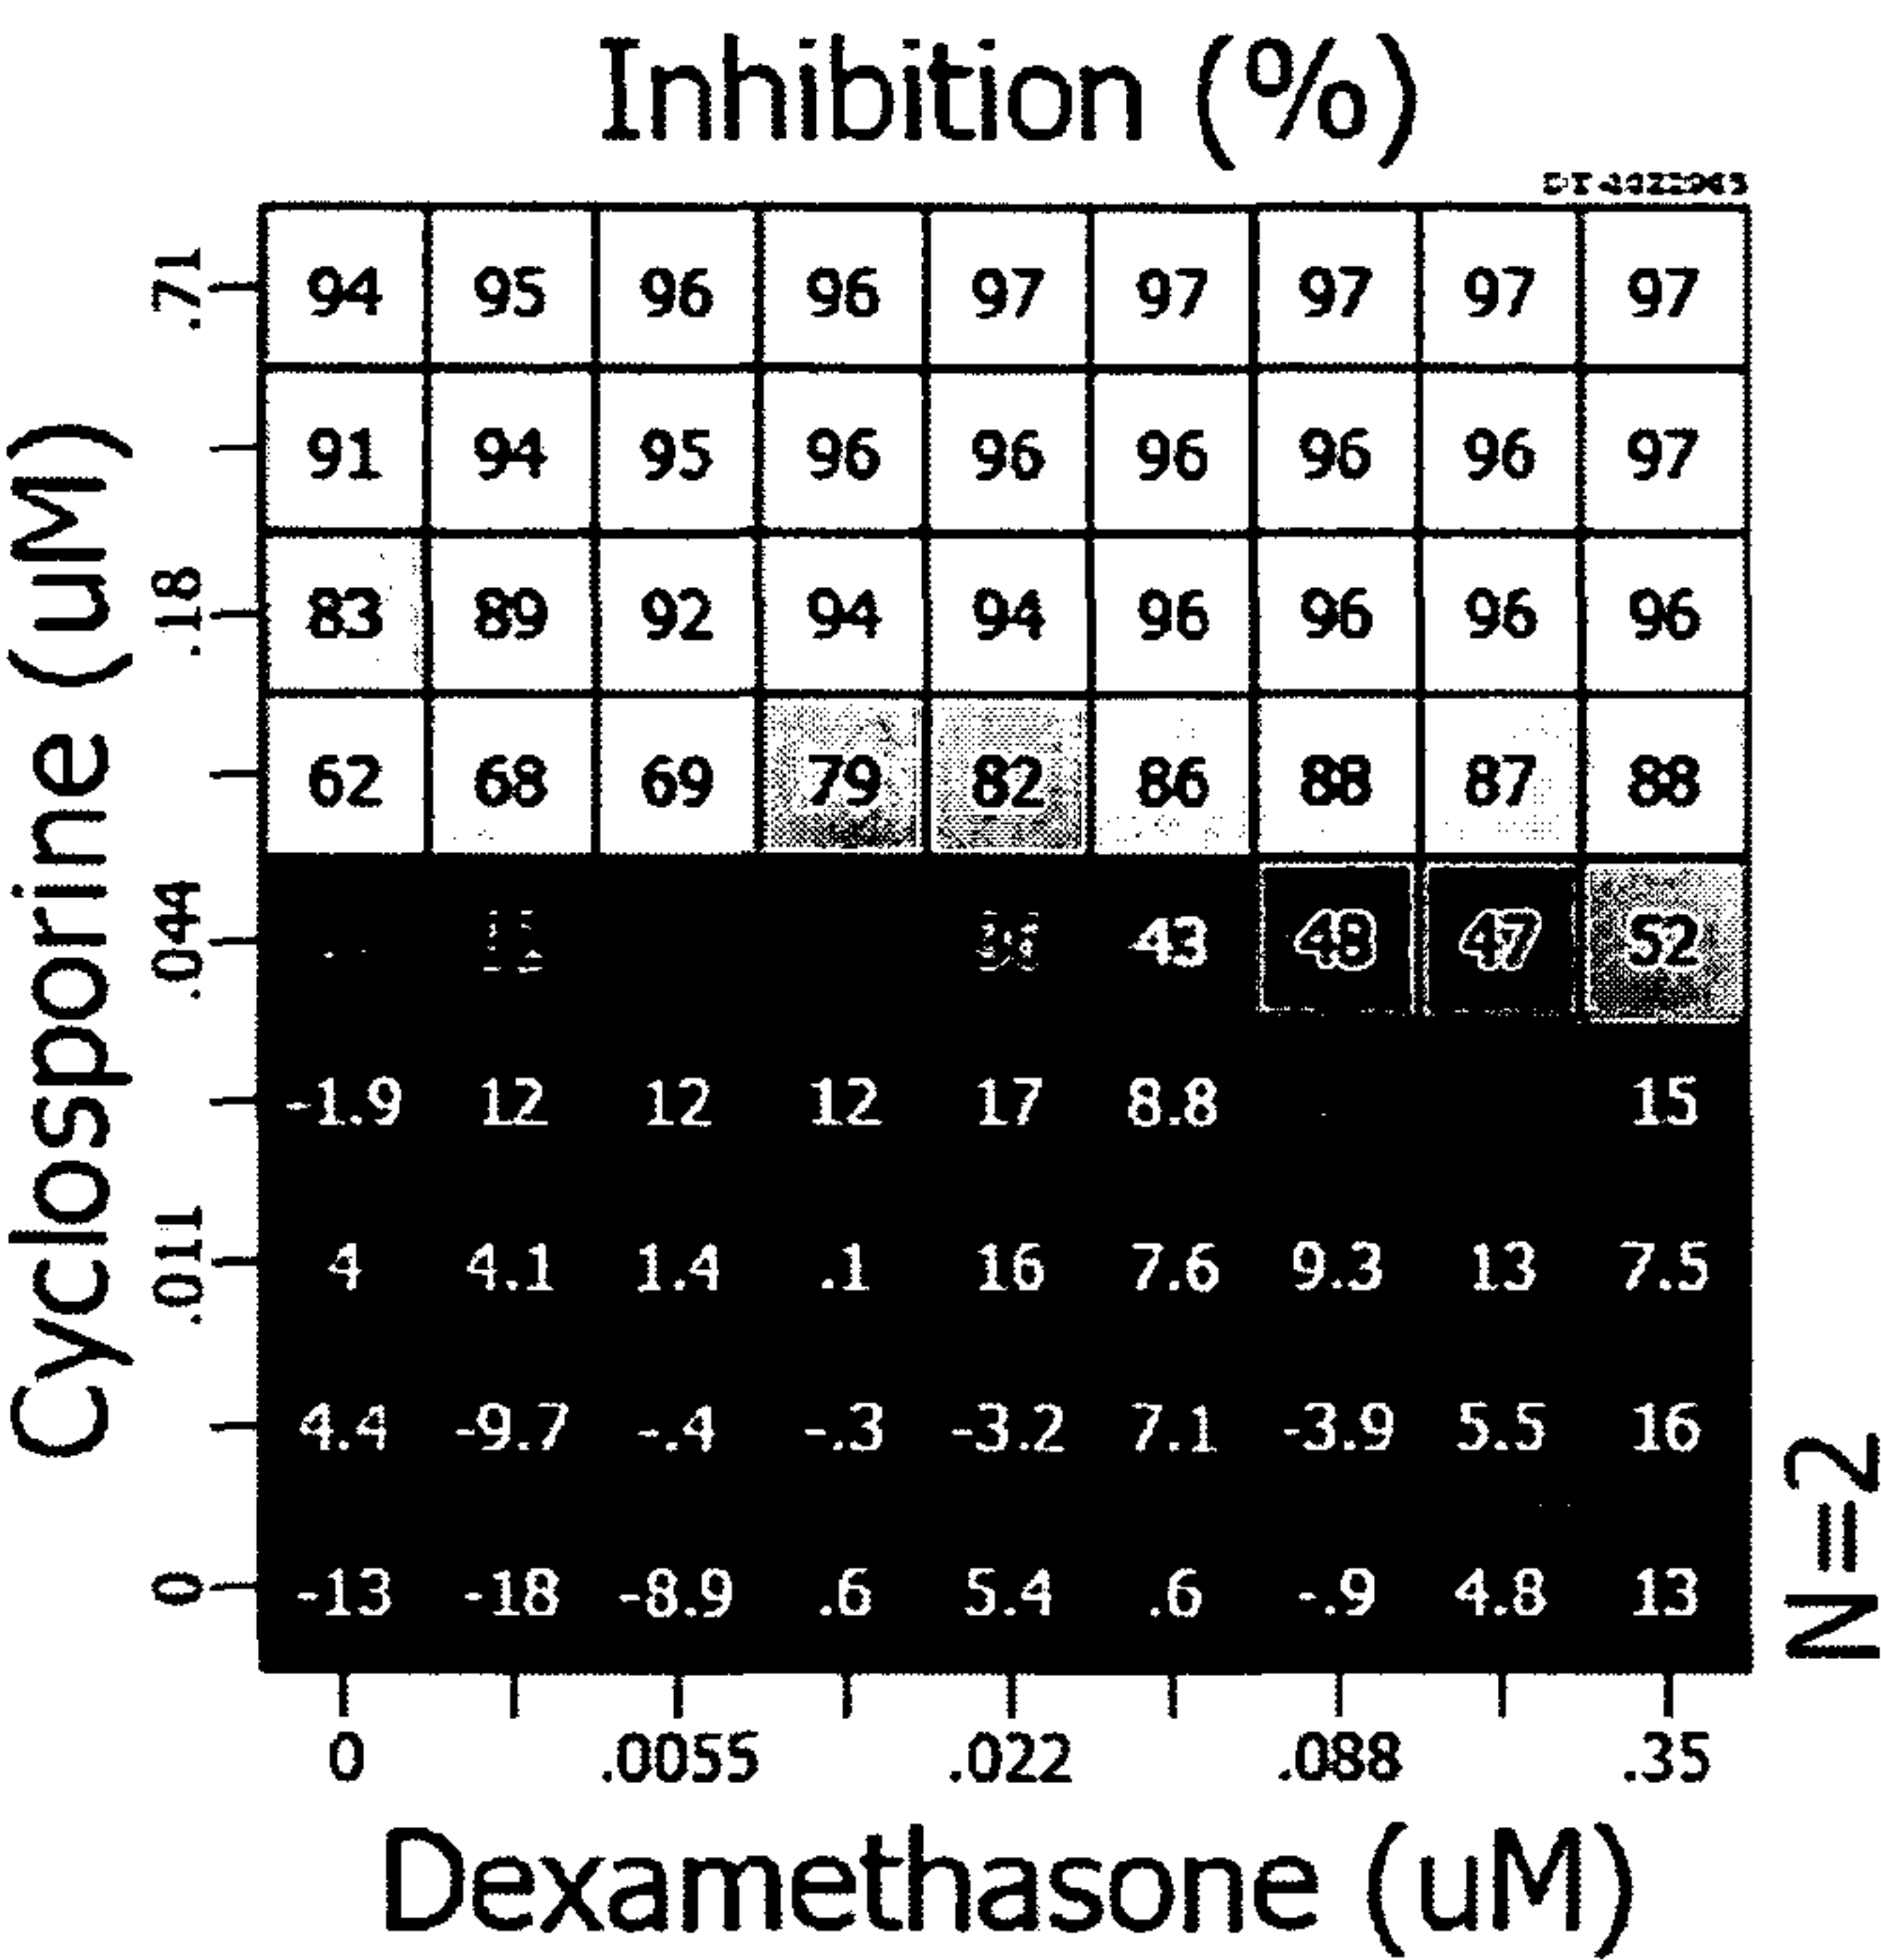 Inhibition (%)
.71 94 95 96 96 97 97 97 97 97
91 94 95 96 96 96 96 96 97
.18 83 89 92 94 94 96 96 96 96
62 68 69 79 82 86 88 87 88
.044 43 48 47 52
-1.9 12 12 12 17 8.8 15
.011 4 4.1 1.4 .1 16 7.6 9.3 13 7.5
4.4 -9.7 -.4 -.3 -3.2 7.1 -3.9 5.5 16
0 -13 -18 -8.9 .6 5.4 .6 -.9 4.8 13
0 .0055 .022 .088 .35
Cyclosporine (uM)
Dexamethasone (uM)
N=2